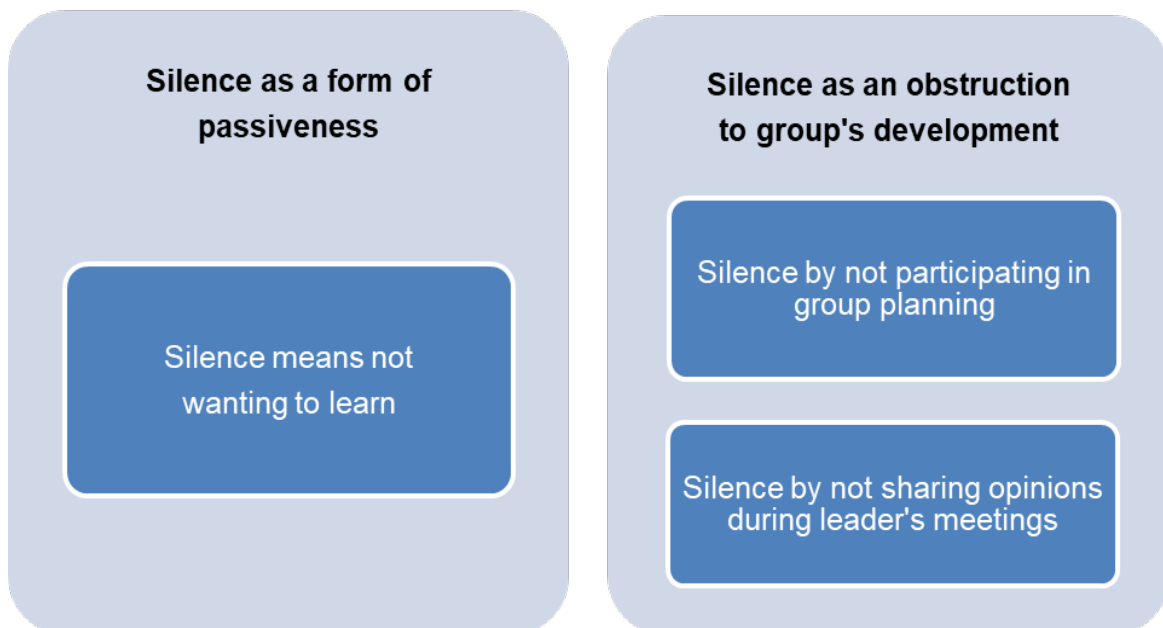 Silence as a form of
passiveness
Silence means not
wanting to learn
Silence as an obstruction
to group's development
Silence by not participating in
group planning
Silence by not sharing opinions
during leader's meetings